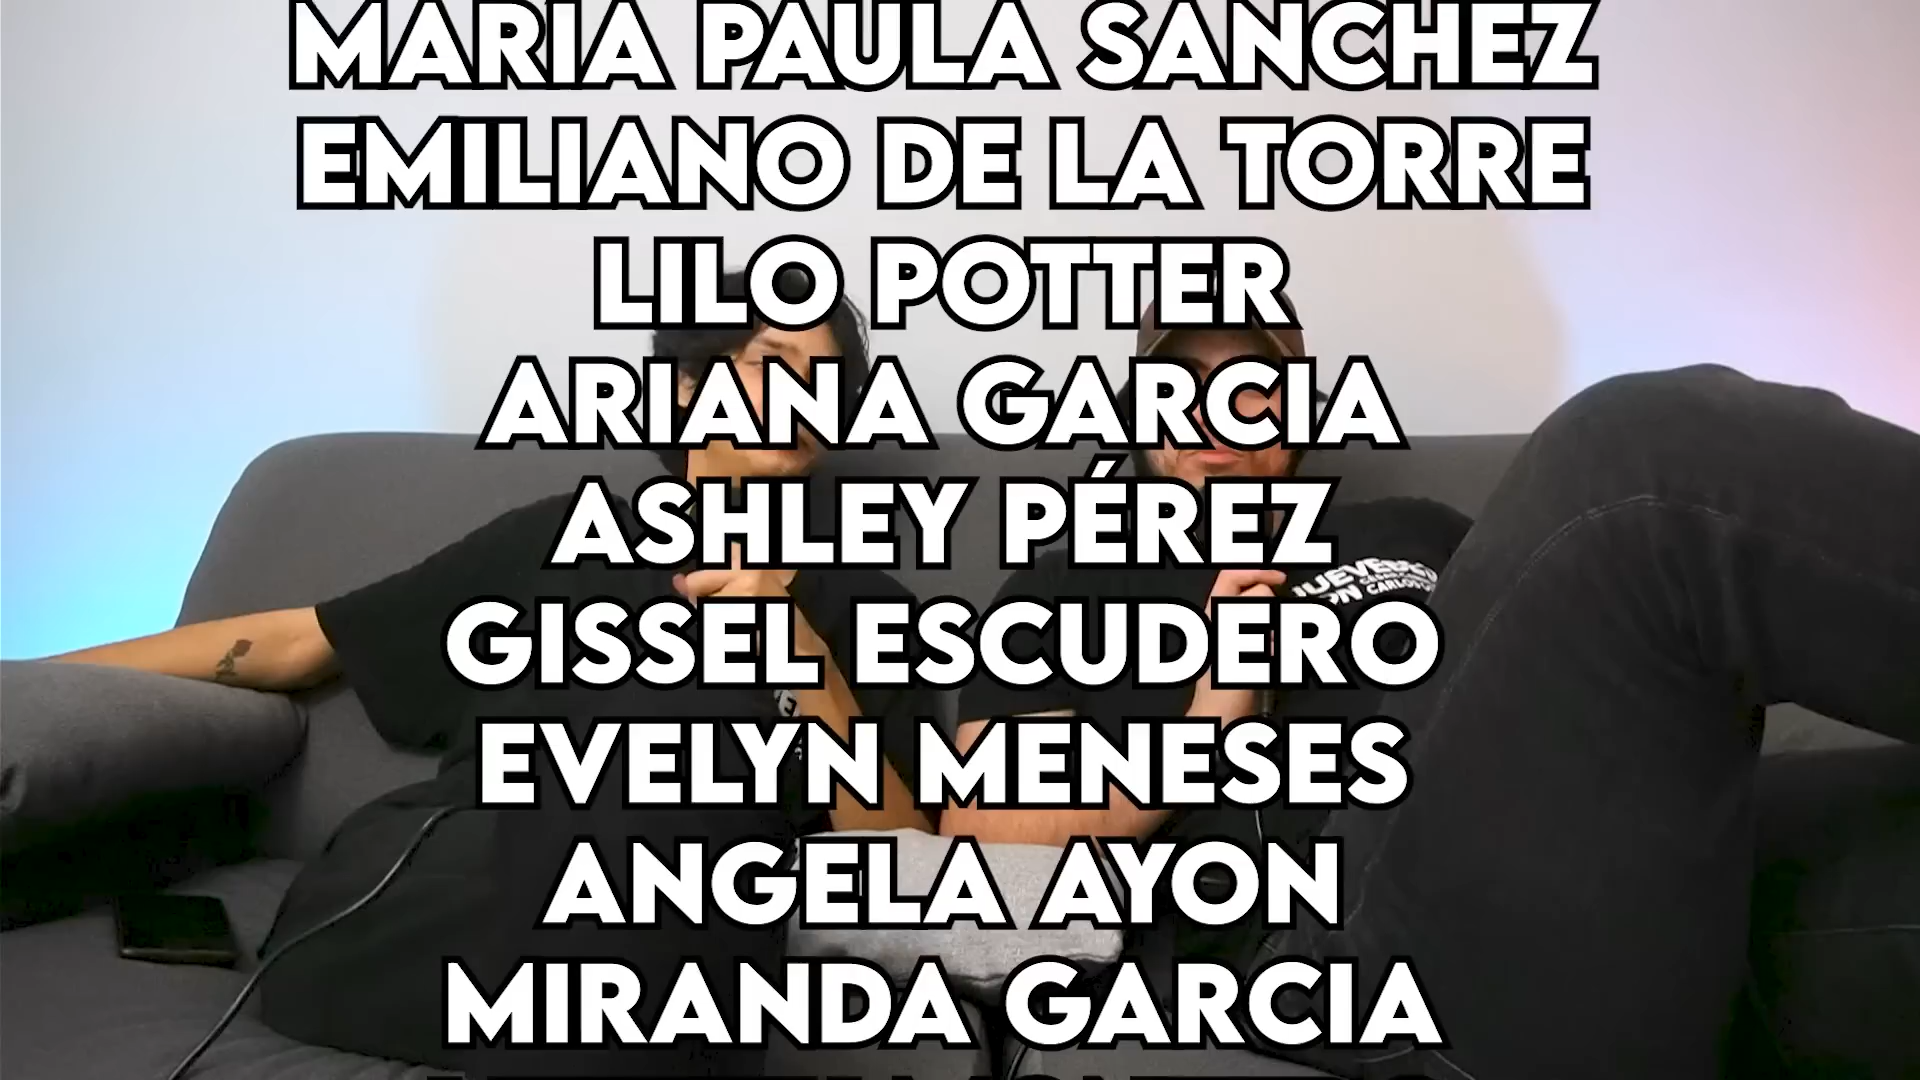 MARÍA PAULA SANCHEZ
EMILIANO DE LA TORRE
LILO POTTER
ARIANA GARCIA
ASHLEY PÉREZ
GISSEL ESCUDERO
EVELYN MENESES
ANGELA AYON
MIRANDA GARCIA